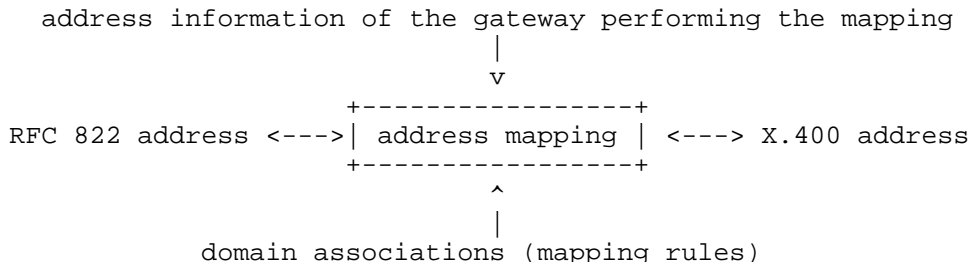 address information of the gateway performing the mapping
|
v
+-----------------+
RFC 822 address <--->| address mapping | <---> X.400 address
+-----------------+
^
|
domain associations (mapping rules)